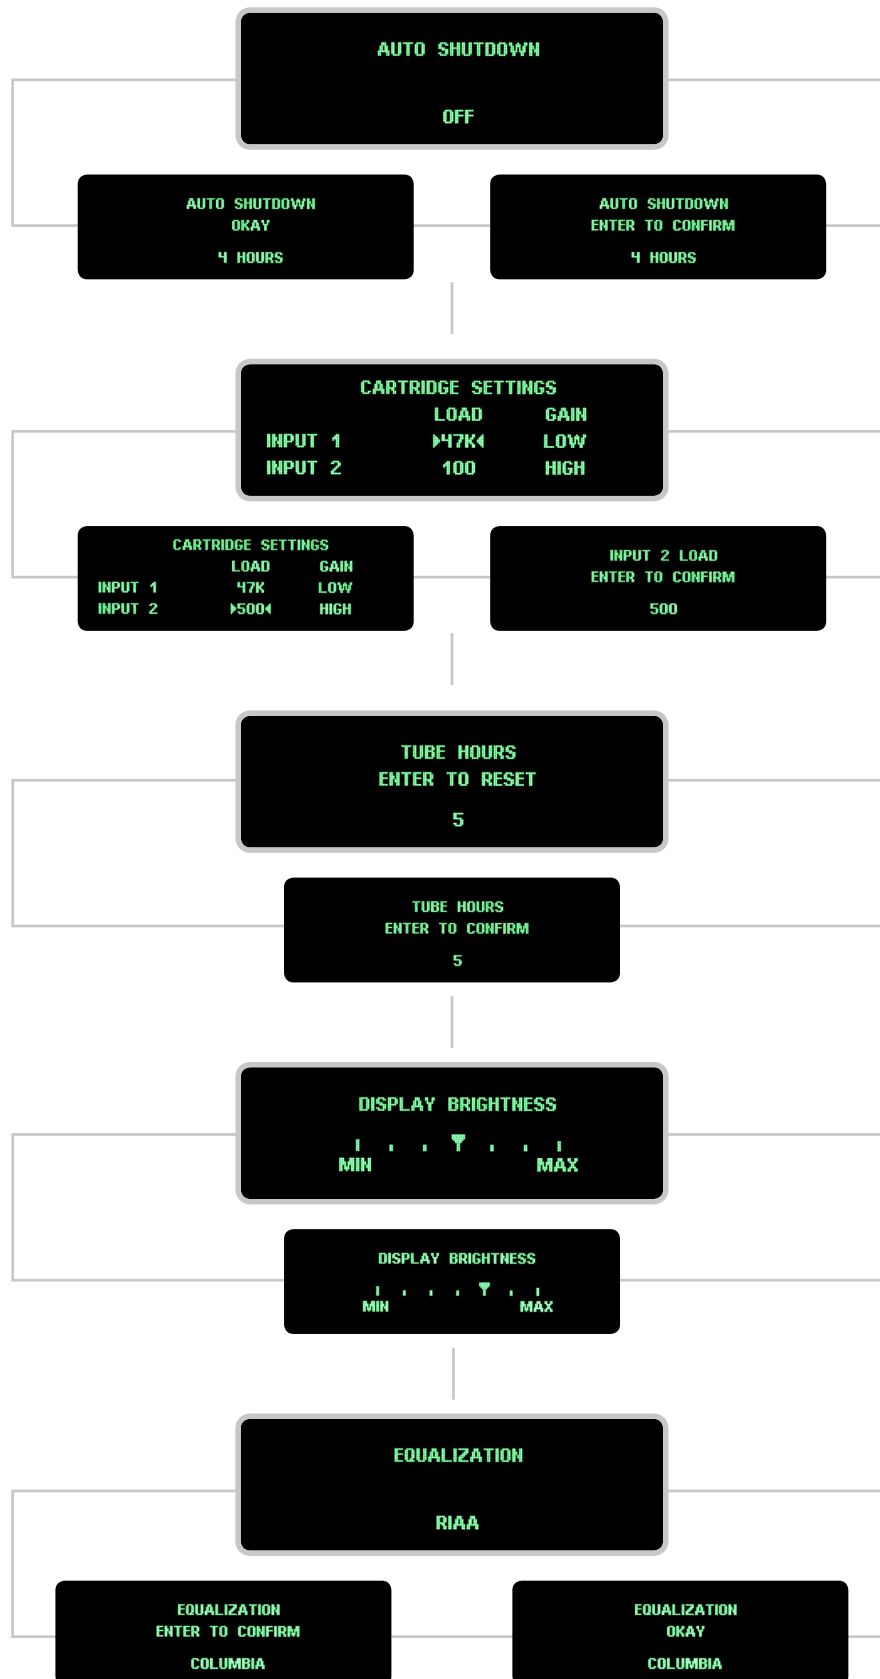 AUTO SHUTDOWN
OFF
AUTO SHUTDOWN
OKAY
4 HOURS
AUTO SHUTDOWN
ENTER TO CONFIRM
4 HOURS
CARTRIDGE SETTINGS
LOAD GAIN
INPUT 1 ▶47K◀ LOW
INPUT 2 100 HIGH
CARTRIDGE SETTINGS
LOAD GAIN
INPUT 1 47K LOW
INPUT 2 ▶500◀ HIGH
INPUT 2 LOAD
ENTER TO CONFIRM
500
TUBE HOURS
ENTER TO RESET
5
TUBE HOURS
ENTER TO CONFIRM
5
DISPLAY BRIGHTNESS
MIN MAX
DISPLAY BRIGHTNESS
MIN MAX
EQUALIZATION
RIAA
EQUALIZATION
ENTER TO CONFIRM
COLUMBIA
EQUALIZATION
OKAY
COLUMBIA